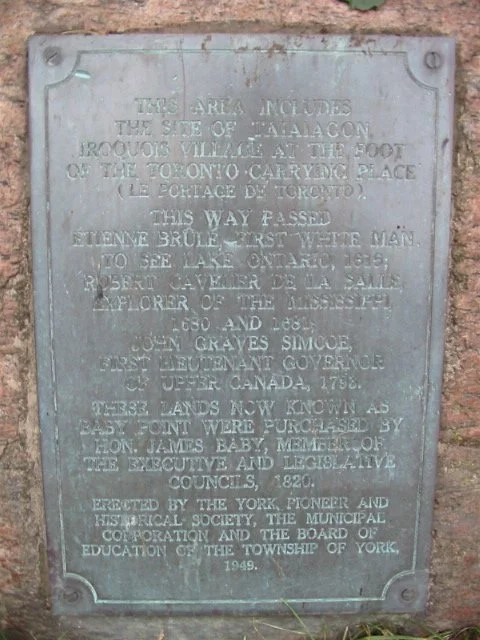 THIS AREA INCLUDES
THE SITE OF TAIAIAGON,
IROQUOIS VILLAGE AT THE FOOT
OF THE TORONTO CARRYING PLACE
(LE PORTAGE DE TORONTO).
THIS WAY PASSED
ETIENNE BRÛLÉ, FIRST WHITE MAN
TO SEE LAKE ONTARIO, 1615;
ROBERT CAVELIER DE LA SALLE,
EXPLORER OF THE MISSISSIPPI,
1680 AND 1681;
JOHN GRAVES SIMCOE,
FIRST LIEUTENANT GOVERNOR
OF UPPER CANADA, 1793.
THESE LANDS NOW KNOWN AS
BABY POINT WERE PURCHASED BY
HON. JAMES BABY, MEMBER OF
THE EXECUTIVE AND LEGISLATIVE
COUNCILS, 1820.
ERECTED BY THE YORK PIONEER AND
HISTORICAL SOCIETY, THE MUNICIPAL
CORPORATION AND THE BOARD OF
EDUCATION OF THE TOWNSHIP OF YORK,
1949.